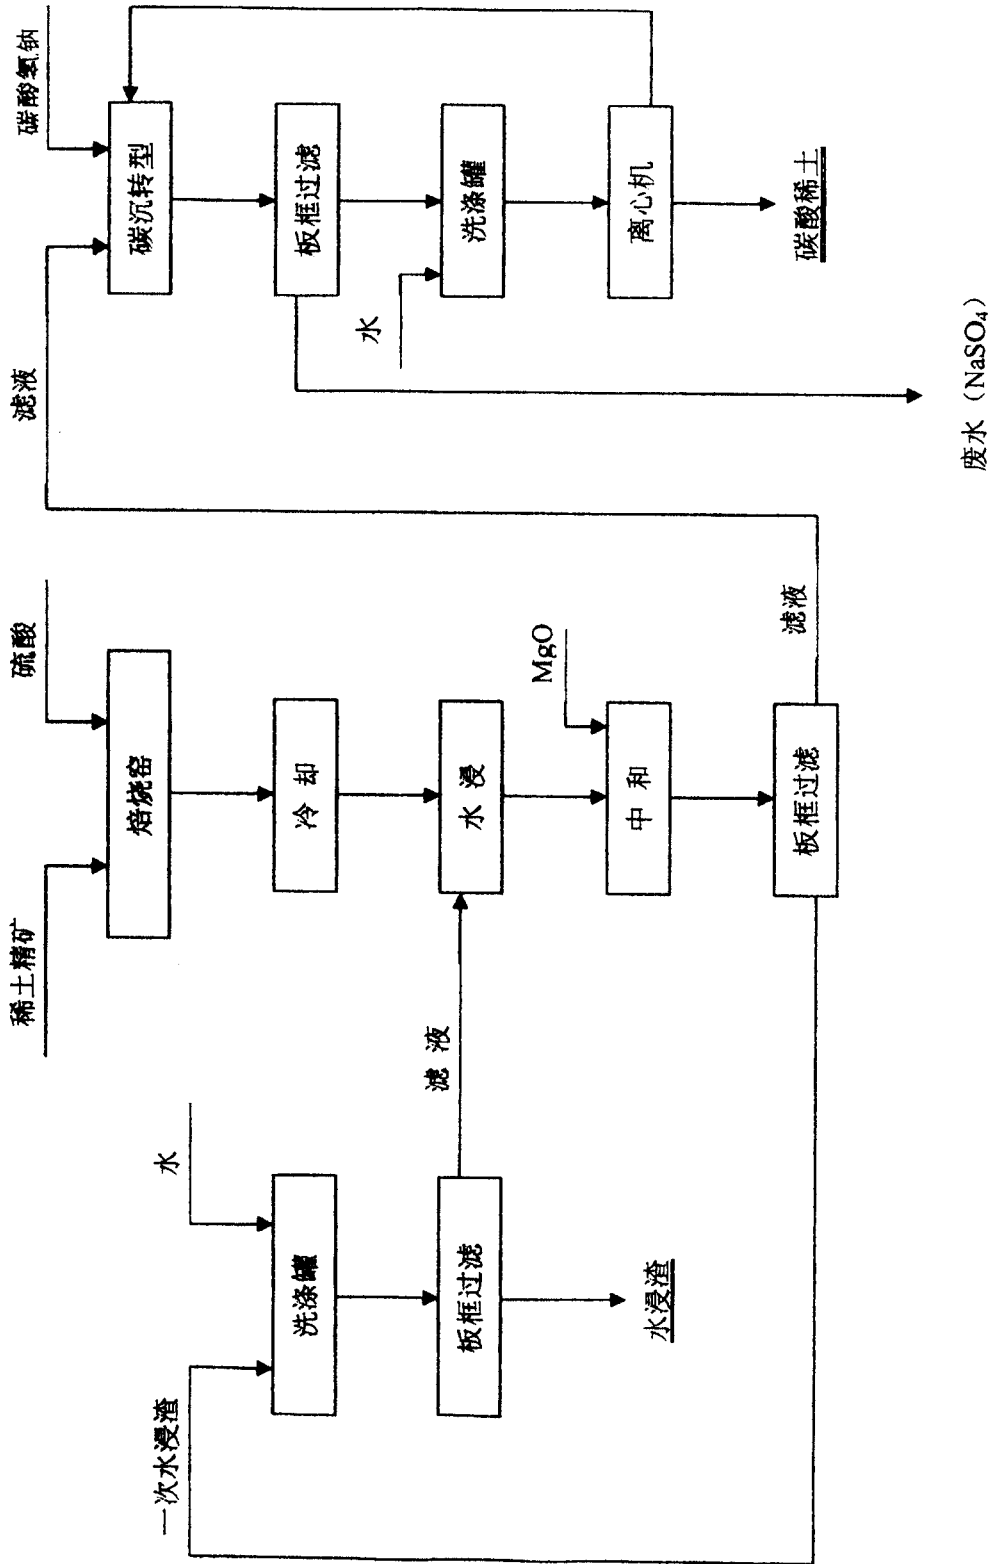 一次水浸渣
水
洗涤罐
板框过滤
水浸渣
滤液
稀土精矿
硫酸
焙烧窑
冷却
水浸
MgO
中和
板框过滤
滤液
滤液
碳酸氢钠
碳沉转型
板框过滤
水
洗涤罐
离心机
碳酸稀土
废水（NaSO₄）